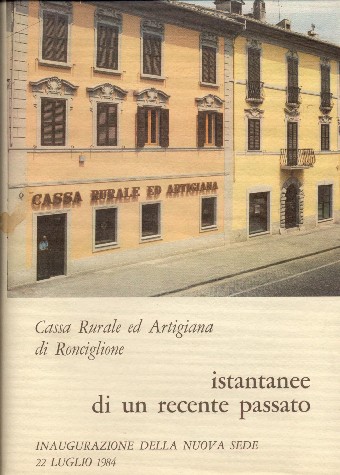 CASSA RURALE ED ARTIGIANA
Cassa Rurale ed Artigiana
di Ronciglione
istantanee
di un recente passato
INAUGURAZIONE DELLA NUOVA SEDE
22 LUGLIO 1984